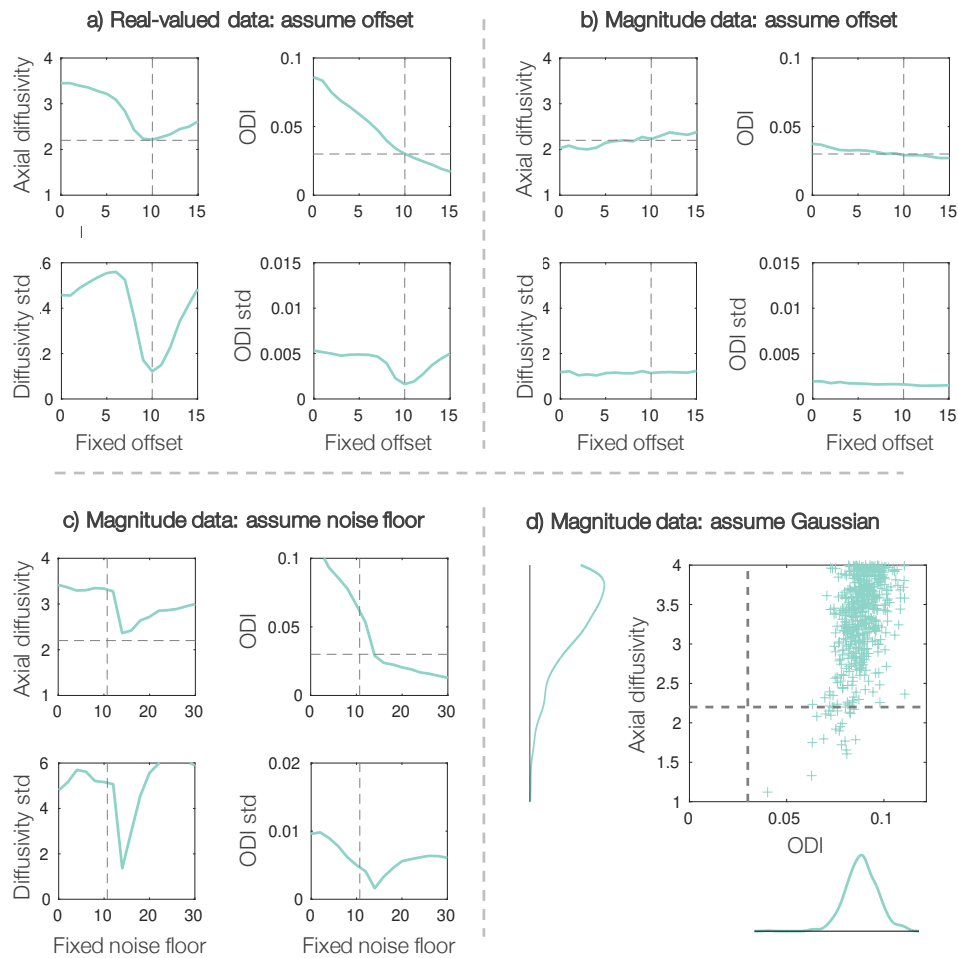 a) Real-valued data: assume offset
b) Magnitude data: assume offset
Axial diffusivity
4
3
2
1
0 5 10 15
ODI
0.1
0.05
0
0 5 10 15
Axial diffusivity
4
3
2
1
0 5 10 15
ODI
0.1
0.05
0
0 5 10 15
Diffusivity std
.6
.4
.2
0
0 5 10 15
Fixed offset
ODI std
0.015
0.01
0.005
0
0 5 10 15
Fixed offset
Diffusivity std
.6
.4
.2
0
0 5 10 15
Fixed offset
ODI std
0.015
0.01
0.005
0
0 5 10 15
Fixed offset
c) Magnitude data: assume noise floor
d) Magnitude data: assume Gaussian
Axial diffusivity
4
3
2
1
0 10 20 30
ODI
0.1
0.05
0
0 10 20 30
Diffusivity std
6
4
2
0
0 10 20 30
Fixed noise floor
ODI std
0.02
0.01
0
0 10 20 30
Fixed noise floor
Axial diffusivity
4
3.5
3
2.5
2
1.5
1
0 0.05 0.1
ODI